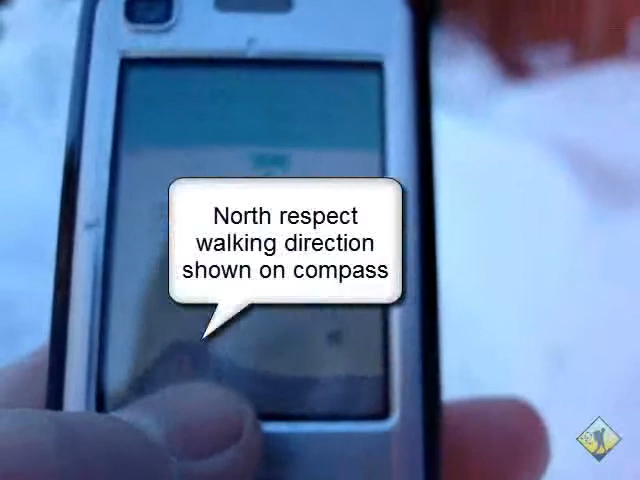 North respect
walking direction
shown on compass